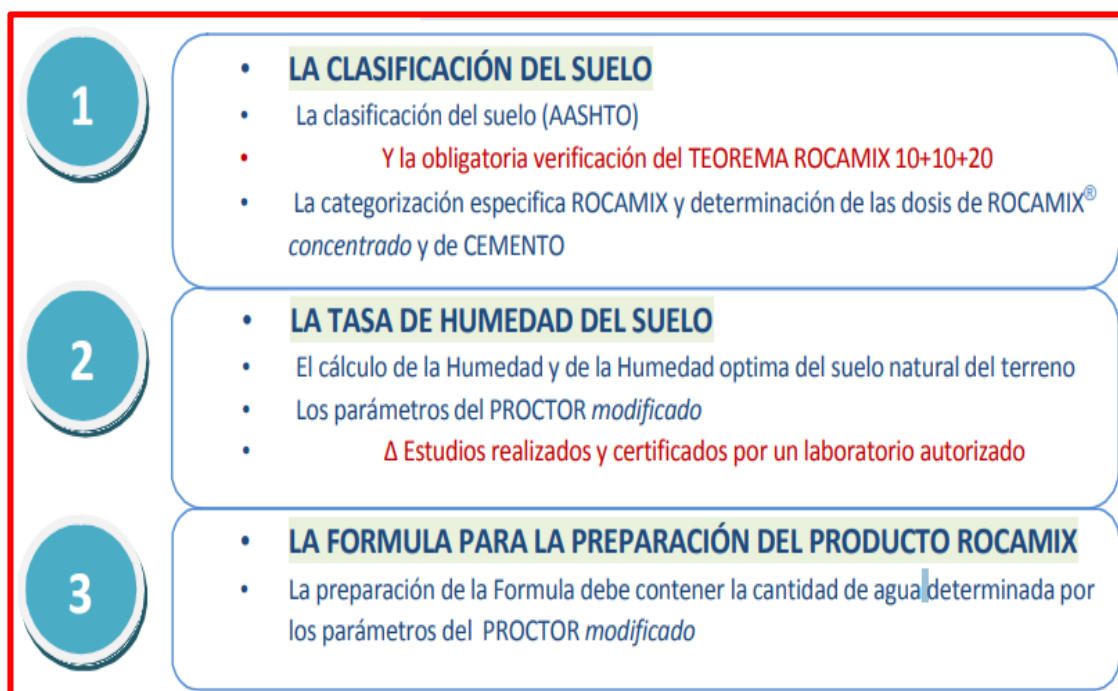 1
• LA CLASIFICACIÓN DEL SUELO
• La clasificación del suelo (AASHTO)
• Y la obligatoria verificación del TEOREMA ROCAMIX 10+10+20
• La categorización especifica ROCAMIX y determinación de las dosis de ROCAMIX®
concentrado y de CEMENTO
2
• LA TASA DE HUMEDAD DEL SUELO
• El cálculo de la Humedad y de la Humedad optima del suelo natural del terreno
• Los parámetros del PROCTOR modificado
• Δ Estudios realizados y certificados por un laboratorio autorizado
3
• LA FORMULA PARA LA PREPARACIÓN DEL PRODUCTO ROCAMIX
• La preparación de la Formula debe contener la cantidad de agua determinada por
los parámetros del PROCTOR modificado